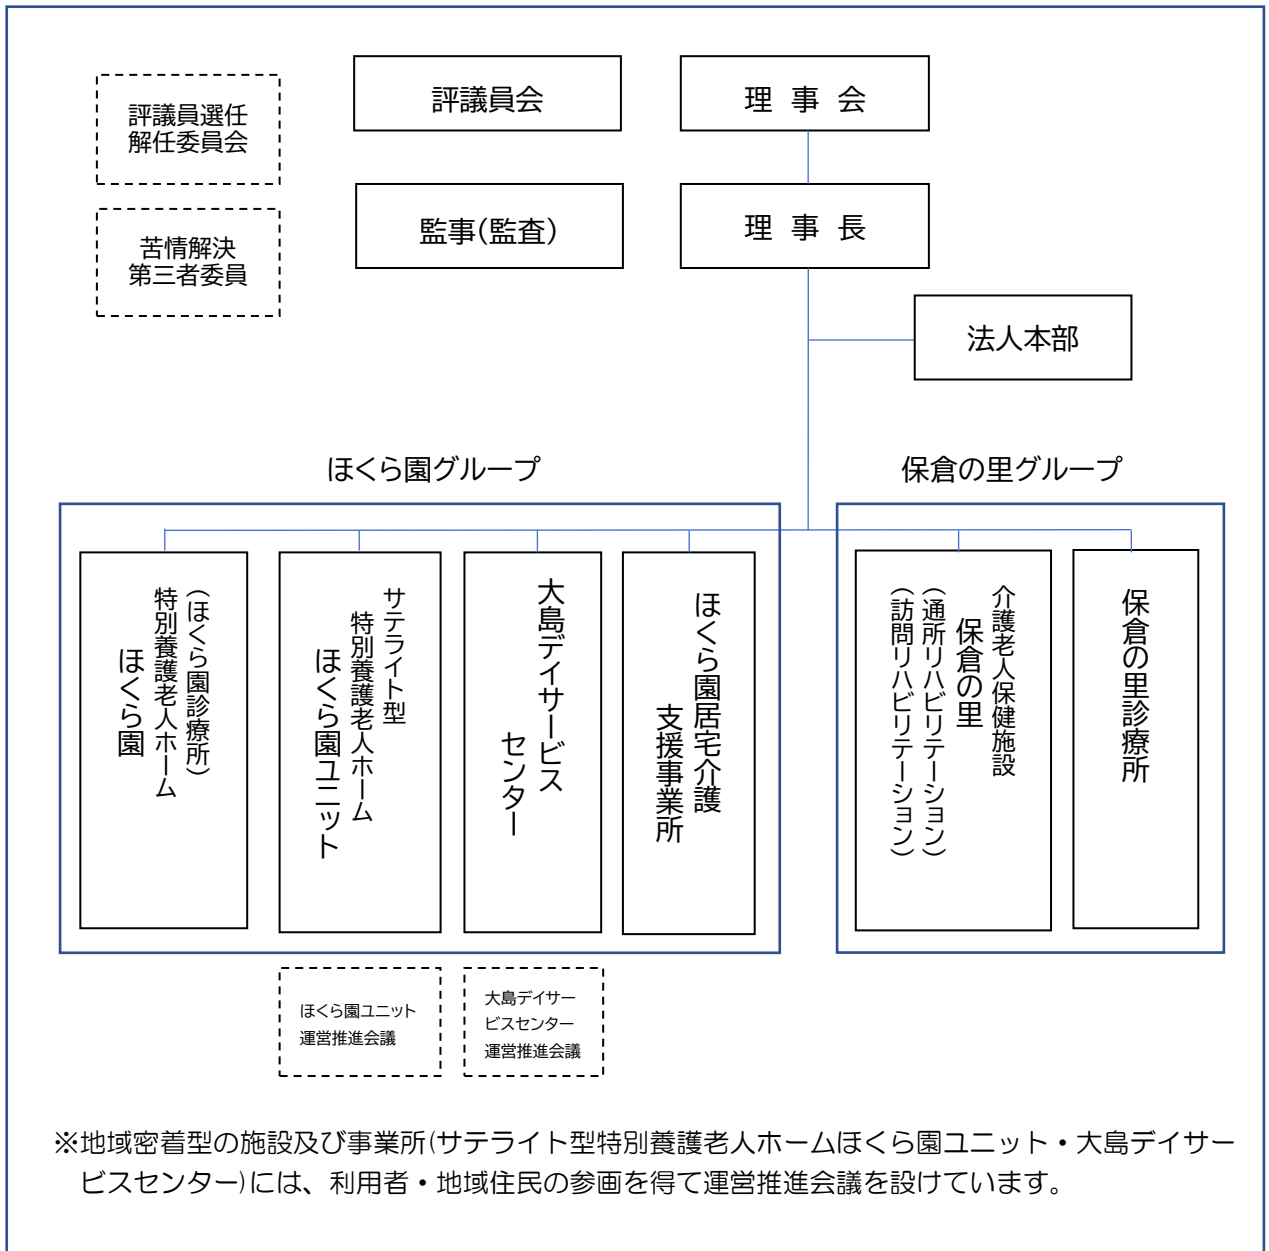 評議員選任
解任委員会
評議員会
理 事 会
苦情解決
第三者委員
監事(監査)
理 事 長
法人本部
ほくら園グループ
保倉の里グループ
(ほくら園診療所)
特別養護老人ホーム
ほくら園
サテライト型
特別養護老人ホーム
ほくら園ユニット
大島デイサービス
センター
ほくら園居宅介護
支援事業所
介護老人保健施設
保倉の里
(通所リハビリテーション)
(訪問リハビリテーション)
保倉の里診療所
ほくら園ユニット
運営推進会議
大島デイサー
ビスセンター
運営推進会議
※地域密着型の施設及び事業所(サテライト型特別養護老人ホームほくら園ユニット・大島デイサー
ビスセンター)には、利用者・地域住民の参画を得て運営推進会議を設けています。